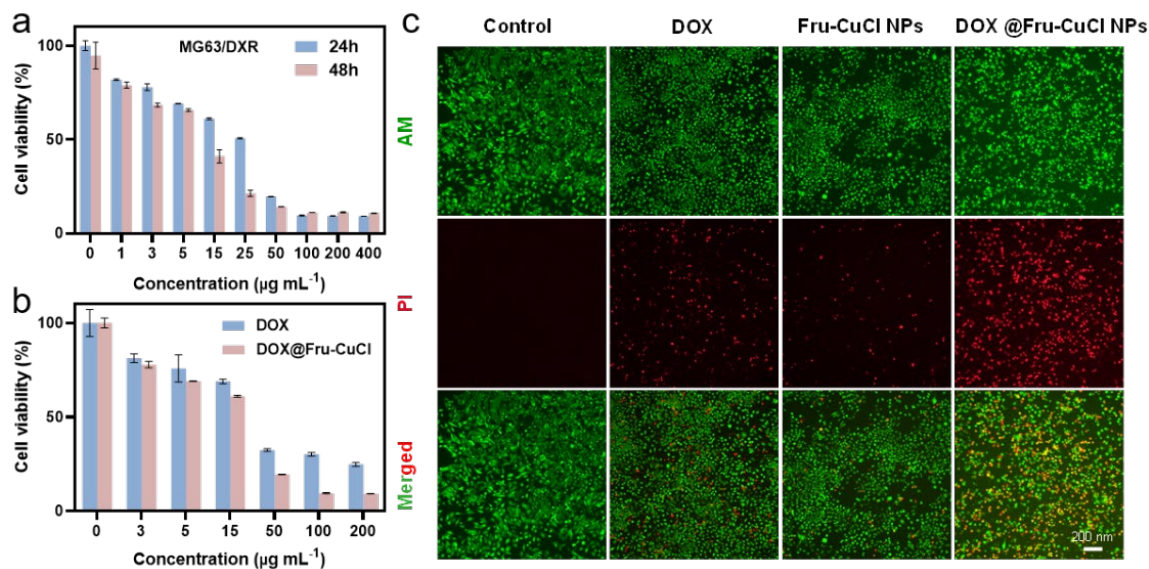 a
MG63/DXR
24h
48h
Cell viability (%)
100
50
0
0 1 3 5 15 25 50 100 200 400
Concentration (µg mL⁻¹)
b
DOX
DOX@Fru-CuCl
Cell viability (%)
100
50
0
0 3 5 15 50 100 200
Concentration (µg mL⁻¹)
c
Control DOX Fru-CuCl NPs DOX @Fru-CuCl NPs
AM
PI
Merged
200 nm